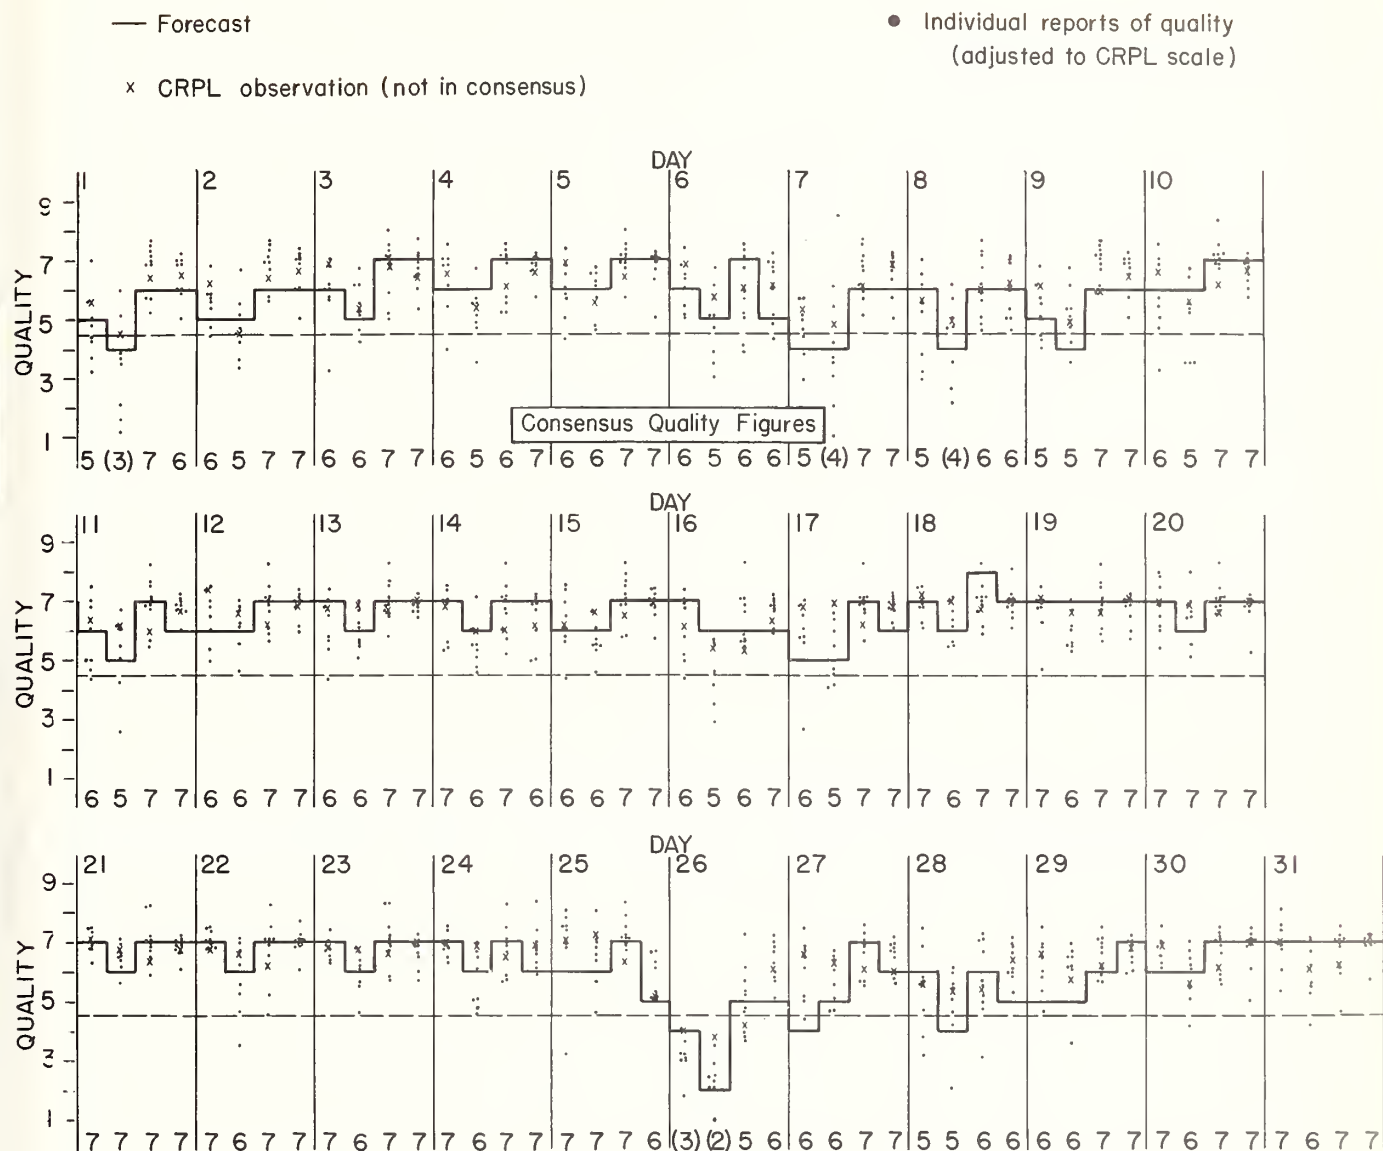 — Forecast
● Individual reports of quality
(adjusted to CRPL scale)
x CRPL observation (not in consensus)
DAY
1 2 3 4 5 6 7 8 9 10
QUALITY
9
7
5
3
1
Consensus Quality Figures
5 (3) 7 6 6 5 7 7 6 6 7 7 6 5 6 7 6 6 7 7 6 5 6 6 5 (4) 7 7 5 (4) 6 6 5 5 7 7 6 5 7 7
DAY
11 12 13 14 15 16 17 18 19 20
QUALITY
9
7
5
3
1
6 5 7 7 6 6 7 7 6 6 7 7 7 6 7 6 6 6 7 7 6 5 6 7 6 5 7 7 7 6 7 7 7 6 7 7 7 7 7 7
DAY
21 22 23 24 25 26 27 28 29 30 31
QUALITY
9
7
5
3
1
7 7 7 7 7 6 7 7 7 6 7 7 7 6 7 7 7 7 7 6 (3) (2) 5 6 6 6 7 7 5 5 6 6 6 6 7 7 7 6 7 7 7 6 7 7